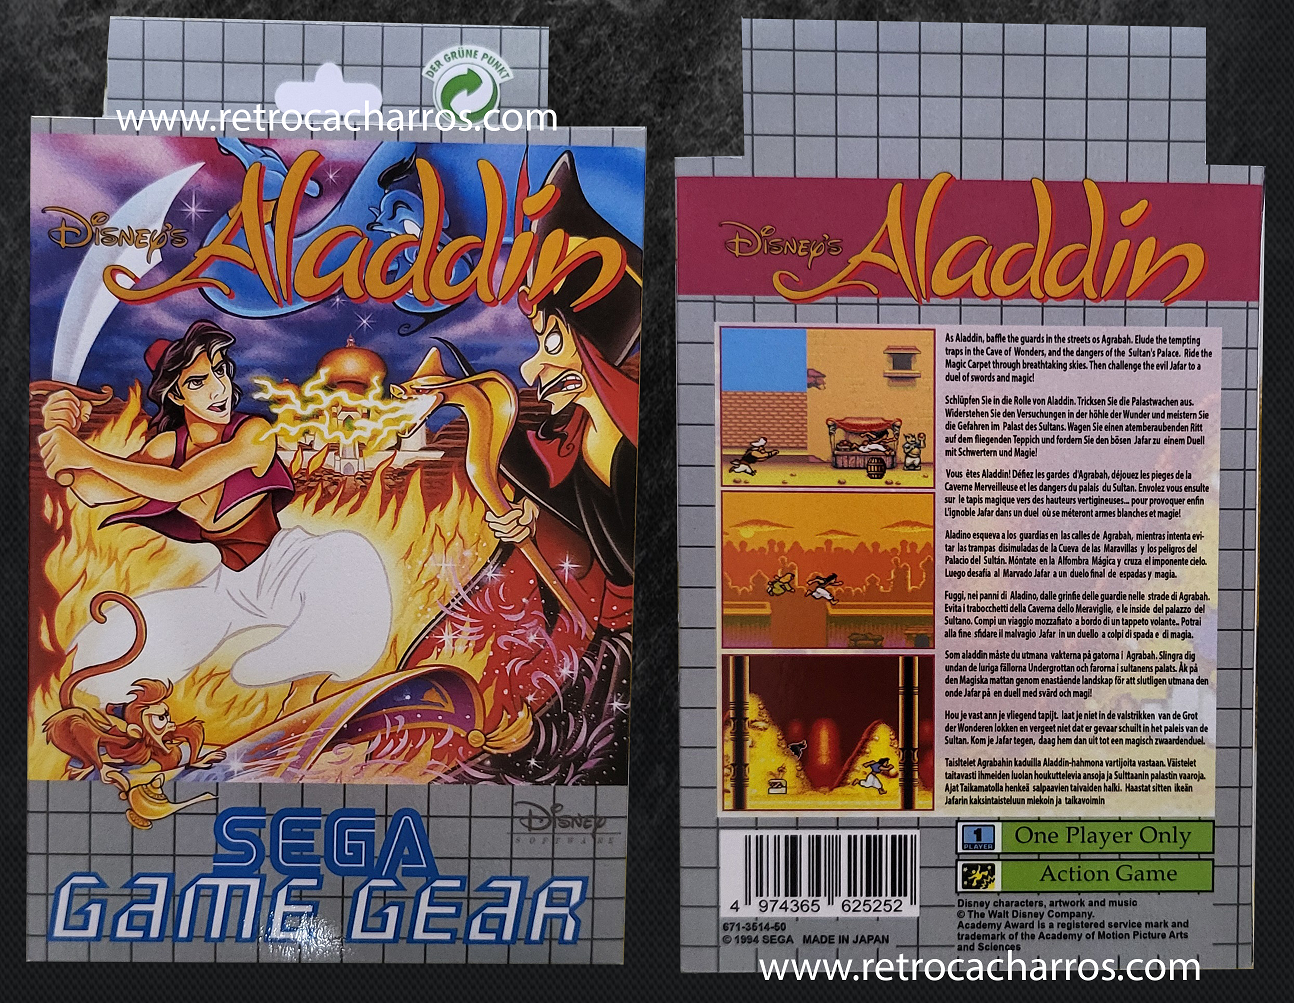 DER GRÜNE PUNKT
www.retrocacharros.com
Disney's
Aladdin
Disney
SOFTWARE
SEGA
GAME GEAR
Disney's
Aladdin
As Aladdin, baffle the guards in the streets os Agrabah. Elude the tempting
traps in the Cave of Wonders, and the dangers of the Sultan's Palace. Ride the
Magic Carpet through breathtaking skies. Then challenge the evil Jafar to a
duel of swords and magic!
Schlüpfen Sie in die Rolle von Aladdin. Tricksen Sie die Palastwachen aus.
Widerstehen Sie den Versuchungen in der höhle der Wunder und meistern Sie
die Gefahren im Palast des Sultans. Wagen Sie einen atemberaubenden Ritt
auf dem fliegenden Teppich und fordern Sie den bösen Jafar zu einem Duell
mit Schwertern und Magie!
Vous êtes Aladdin! Défiez les gardes d'Agrabah, déjouez les pieges de la
Caverne Merveilleuse et les dangers du palais du Sultan. Envolez vous ensulte
sur le tapis magique vers des hauteurs vertigineuses... pour provoquer enfin
L'ignoble Jafar dans un duel où se méteront armes blanches et magie!
Aladino esqueva a los guardias en las calles de Agrabah, mientras intenta evi-
tar las trampas disimuladas de la Cueva de las Maravillas y los peligros del
Palacio del Sultán. Móntate en la Alfombra Mágica y cruza el imponente cielo.
Luego desafia al Marvado Jafar a un duelo final de espadas y magia.
Fuggi, nei panni di Aladino, dalle grinfie delle guardie nelle strade di Agrabah.
Evita i trabocchetti della Caverna dello Meraviglie, e le inside del palazzo del
Sultano. Compi un viaggio mozzafiato a bordo di un tappeto volante.. Potrai
alla fine sfidare il malvagio Jafar in un duello a colpi di spada e di magia.
Som aladdin måste du utmana vakterna på gatorna i Agrabah. Slingra dig
undan de luriga fällorna Undergrottan och farorna i sultanens palats. Åk på
den Magiska mattan genom enastående landskap för att slutligen utmana den
onde Jafar på en duell med svärd och magi!
Hou je vast ann je vliegend tapijt. laat je niet in de valstrikken van de Grot
der Wonderen lokken en vergeet niet dat er gevaar schuilt in het paleis van de
Sultan. Kom je Jafar tegen, daag hem dan uit tot een magisch zwaardenduel.
Taisltelet Agrabahin kaduilla Aladdin-hahmona vartijoita vastaan. Väistelet
taitavasti ihmeiden luolan houkuttelevia ansoja ja Sulttaanin palastin vaaroja.
Ajat Taikamatolla henkeä salpaavien taivaiden halki. Haastat sitten ikeän
Jafarin kaksintaisteluun miekoin ja taikavoimin
1
PLAYER
One Player Only
Action Game
4 974365 625252
671-3514-50
© 1994 SEGA MADE IN JAPAN
Disney characters, artwork and music
© The Walt Disney Company.
Academy Award is a registered service mark and
trademark of the Academy of Motion Picture Arts
and Sciences
www.retrocacharros.com